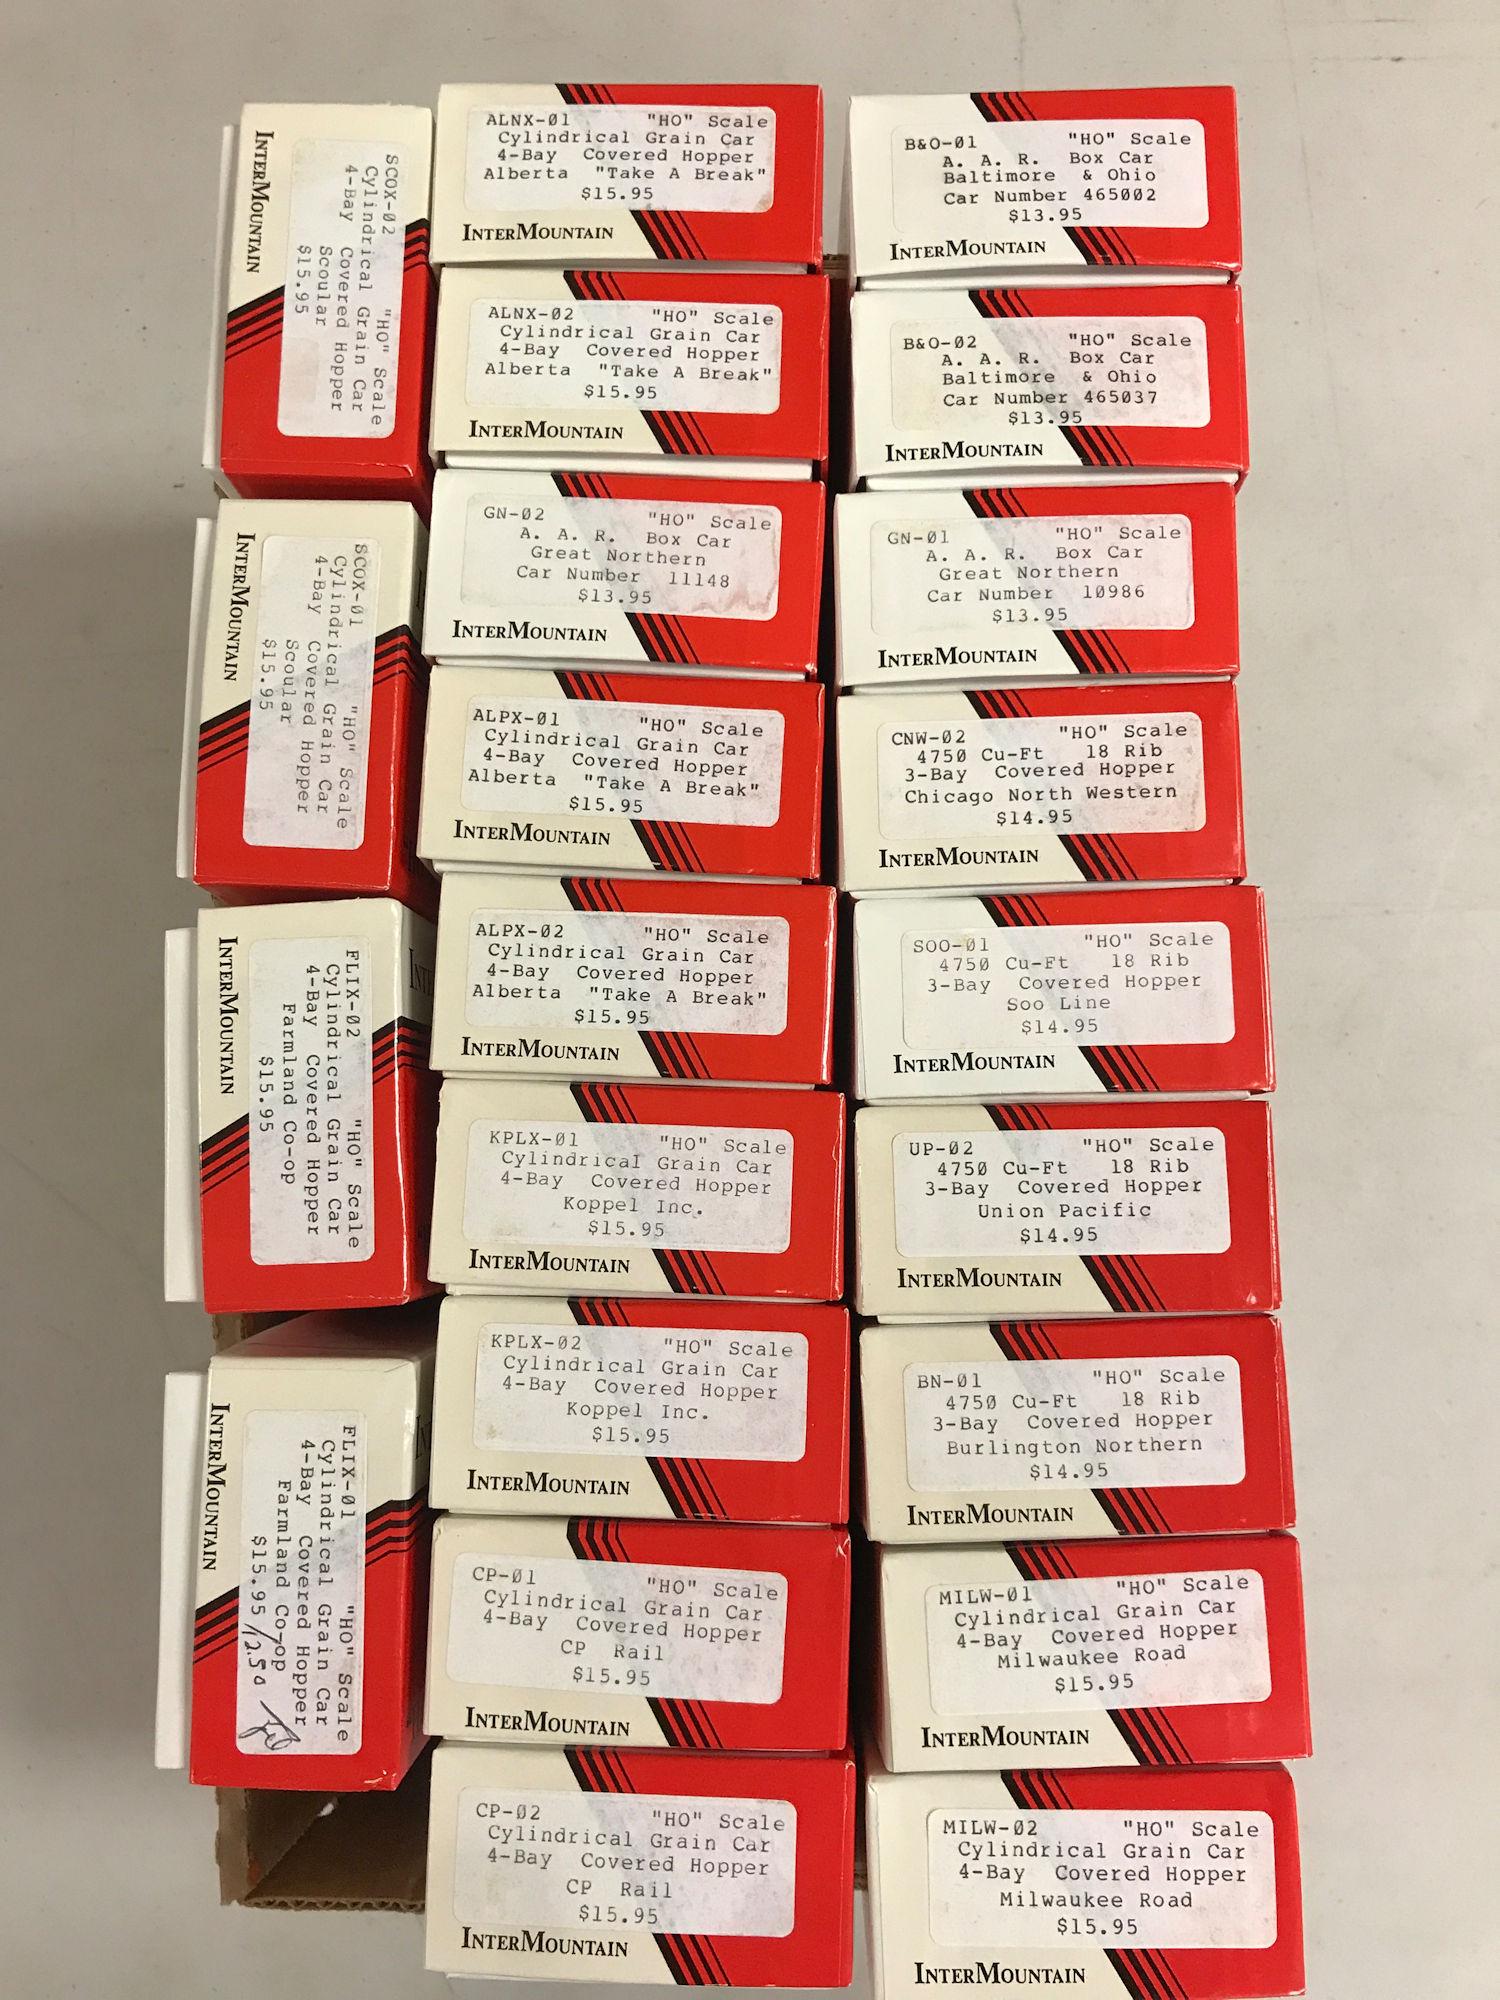 SCOX-02 "HO" Scale
Cylindrical Grain Car
4-Bay Covered Hopper
Scoular
$15.95
INTERMOUNTAIN
SCOX-01 "HO" Scale
Cylindrical Grain Car
4-Bay Covered Hopper
Scoular
$15.95
INTERMOUNTAIN
FLIX-02 "HO" Scale
Cylindrical Grain Car
4-Bay Covered Hopper
Farmland Co-op
$15.95
INTERMOUNTAIN
FLIX-01 "HO" Scale
Cylindrical Grain Car
4-Bay Covered Hopper
Farmland Co-op
$15.95 /12.50
INTERMOUNTAIN
ALNX-01 "HO" Scale
Cylindrical Grain Car
4-Bay Covered Hopper
Alberta "Take A Break"
$15.95
INTERMOUNTAIN
ALNX-02 "HO" Scale
Cylindrical Grain Car
4-Bay Covered Hopper
Alberta "Take A Break"
$15.95
INTERMOUNTAIN
GN-02 "HO" Scale
A. A. R. Box Car
Great Northern
Car Number 11148
$13.95
INTERMOUNTAIN
ALPX-01 "HO" Scale
Cylindrical Grain Car
4-Bay Covered Hopper
Alberta "Take A Break"
$15.95
INTERMOUNTAIN
ALPX-02 "HO" Scale
Cylindrical Grain Car
4-Bay Covered Hopper
Alberta "Take A Break"
$15.95
INTERMOUNTAIN
KPLX-01 "HO" Scale
Cylindrical Grain Car
4-Bay Covered Hopper
Koppel Inc.
$15.95
INTERMOUNTAIN
KPLX-02 "HO" Scale
Cylindrical Grain Car
4-Bay Covered Hopper
Koppel Inc.
$15.95
INTERMOUNTAIN
CP-01 "HO" Scale
Cylindrical Grain Car
4-Bay Covered Hopper
CP Rail
$15.95
INTERMOUNTAIN
CP-02 "HO" Scale
Cylindrical Grain Car
4-Bay Covered Hopper
CP Rail
$15.95
INTERMOUNTAIN
B&O-01 "HO" Scale
A. A. R. Box Car
Baltimore & Ohio
Car Number 465002
$13.95
INTERMOUNTAIN
B&O-02 "HO" Scale
A. A. R. Box Car
Baltimore & Ohio
Car Number 465037
$13.95
INTERMOUNTAIN
GN-01 "HO" Scale
A. A. R. Box Car
Great Northern
Car Number 10986
$13.95
INTERMOUNTAIN
CNW-02 "HO" Scale
4750 Cu-Ft 18 Rib
3-Bay Covered Hopper
Chicago North Western
$14.95
INTERMOUNTAIN
SOO-01 "HO" Scale
4750 Cu-Ft 18 Rib
3-Bay Covered Hopper
Soo Line
$14.95
INTERMOUNTAIN
UP-02 "HO" Scale
4750 Cu-Ft 18 Rib
3-Bay Covered Hopper
Union Pacific
$14.95
INTERMOUNTAIN
BN-01 "HO" Scale
4750 Cu-Ft 18 Rib
3-Bay Covered Hopper
Burlington Northern
$14.95
INTERMOUNTAIN
MILW-01 "HO" Scale
Cylindrical Grain Car
4-Bay Covered Hopper
Milwaukee Road
$15.95
INTERMOUNTAIN
MILW-02 "HO" Scale
Cylindrical Grain Car
4-Bay Covered Hopper
Milwaukee Road
$15.95
INTERMOUNTAIN